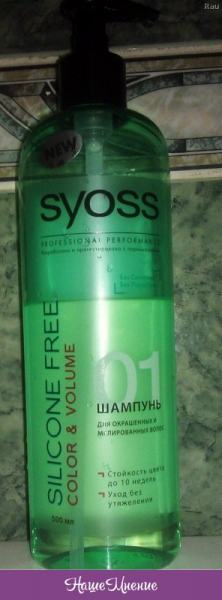 Rau
NEW
syoss
PROFESSIONAL PERFORMANCE
SILICONE FREE
COLOR & VOLUME
01
ШАМПУНЬ
ДЛЯ ОКРАШЕННЫХ И
МЕЛИРОВАННЫХ ВОЛОС
Стойкость цвета
до 10 недель
Уход без
утяжеления
500 мл
НашеМнение